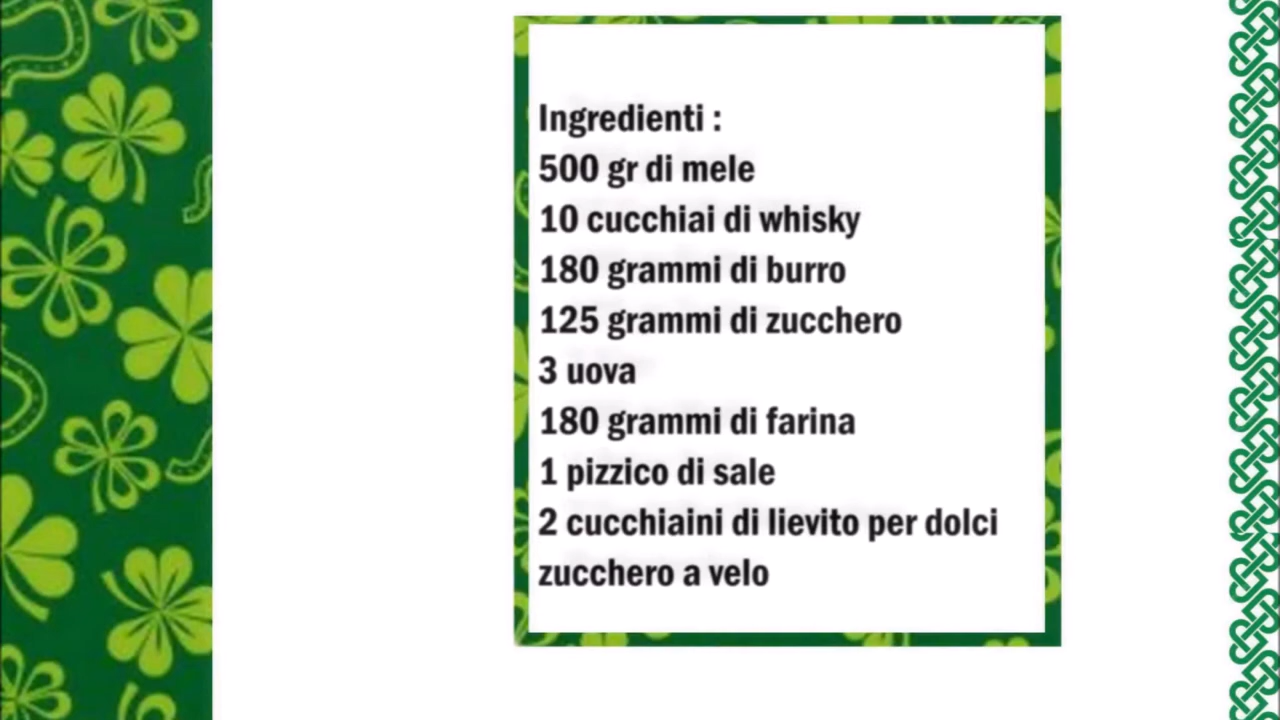 Ingredienti :
500 gr di mele
10 cucchiai di whisky
180 grammi di burro
125 grammi di zucchero
3 uova
180 grammi di farina
1 pizzico di sale
2 cucchiaini di lievito per dolci
zucchero a velo